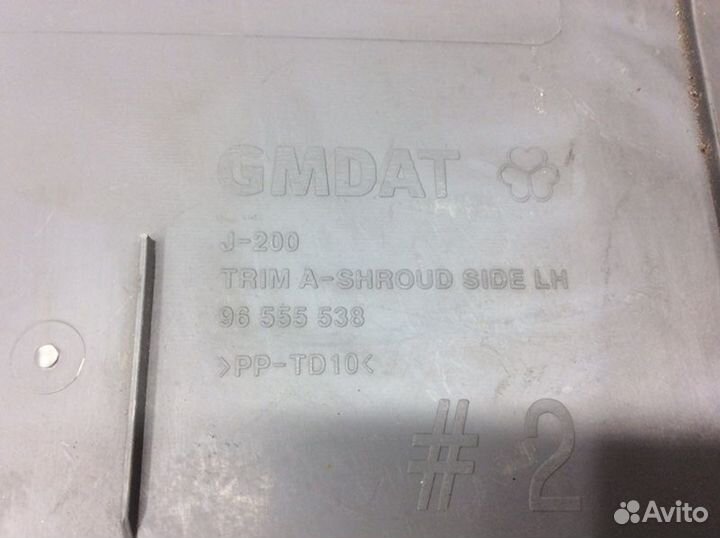 GMDAT
J-200
TRIM A-SHROUD SIDE LH
96 555 538
>PP-TD10<
# 2
Avito